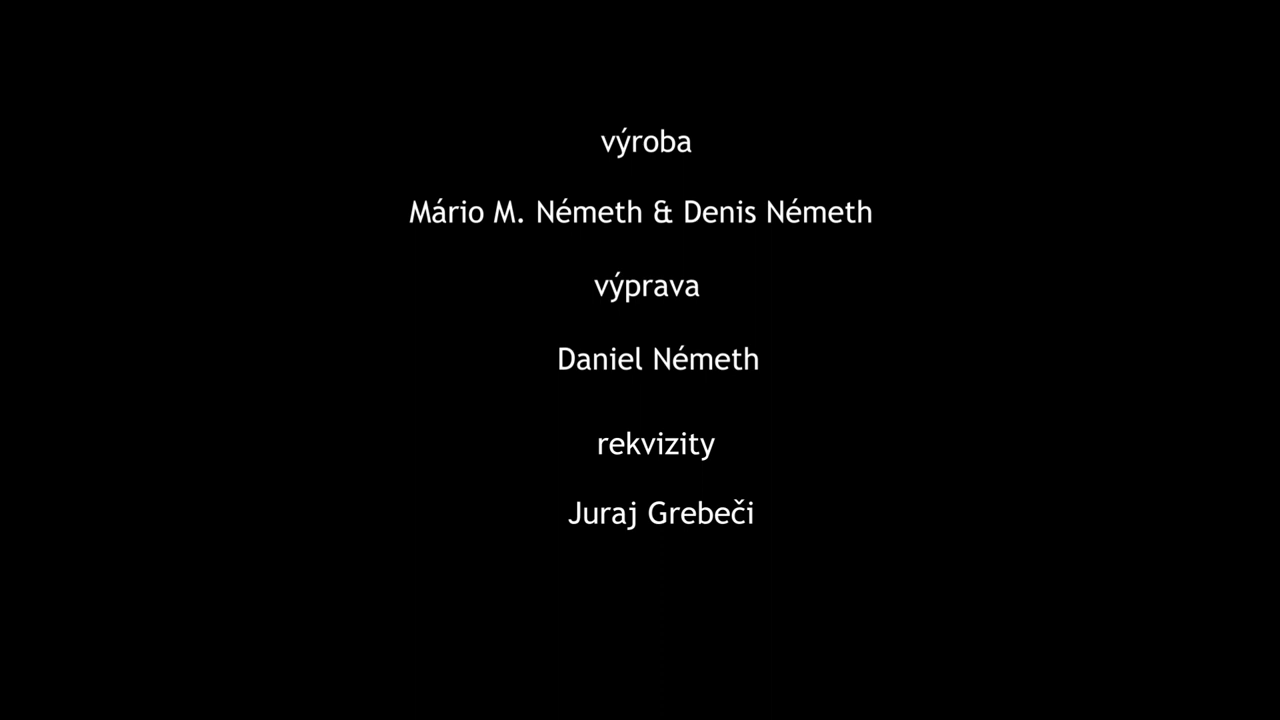 výroba
Mário M. Németh & Denis Németh
výprava
Daniel Németh
rekvizity
Juraj Grebeči